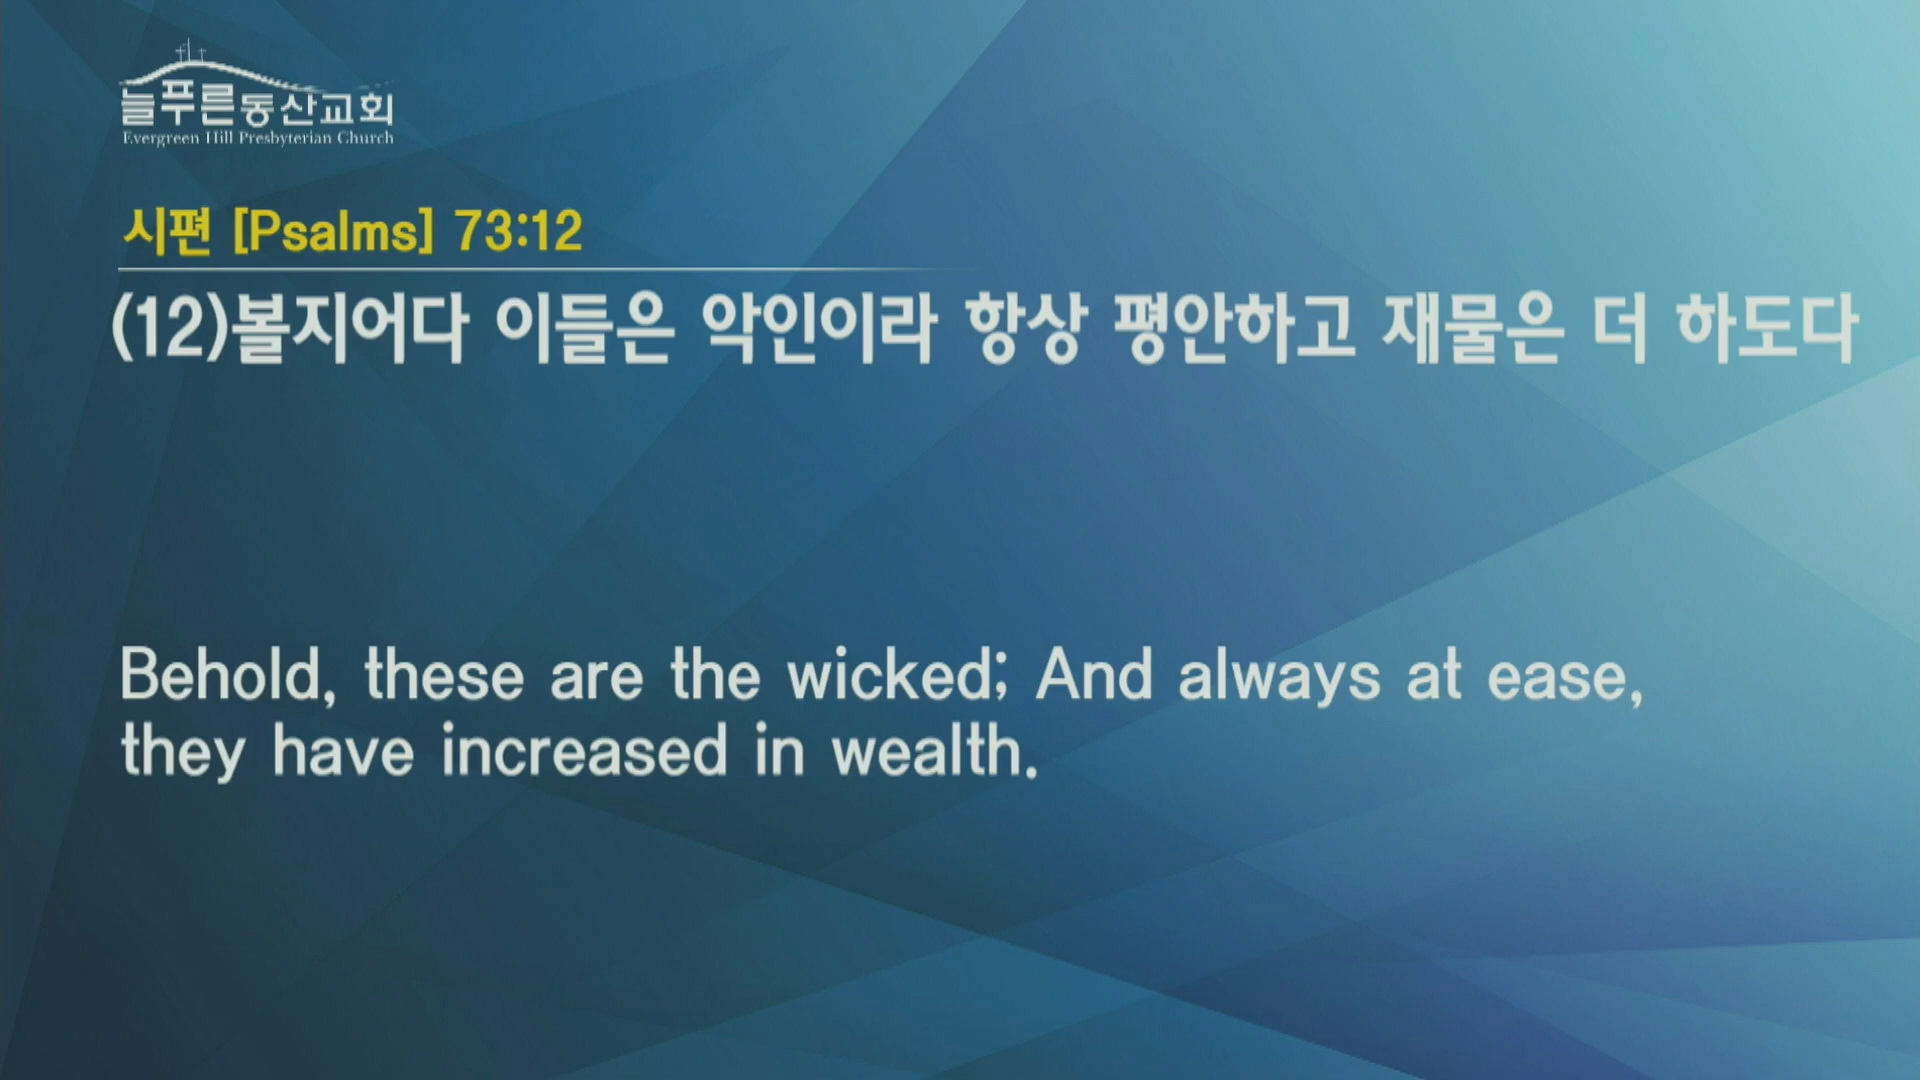 늘푸른동산교회
Evergreen Hill Presbyterian Church
시편 [Psalms] 73:12
(12)볼지어다 이들은 악인이라 항상 평안하고 재물은 더 하도다
Behold, these are the wicked; And always at ease,
they have increased in wealth.